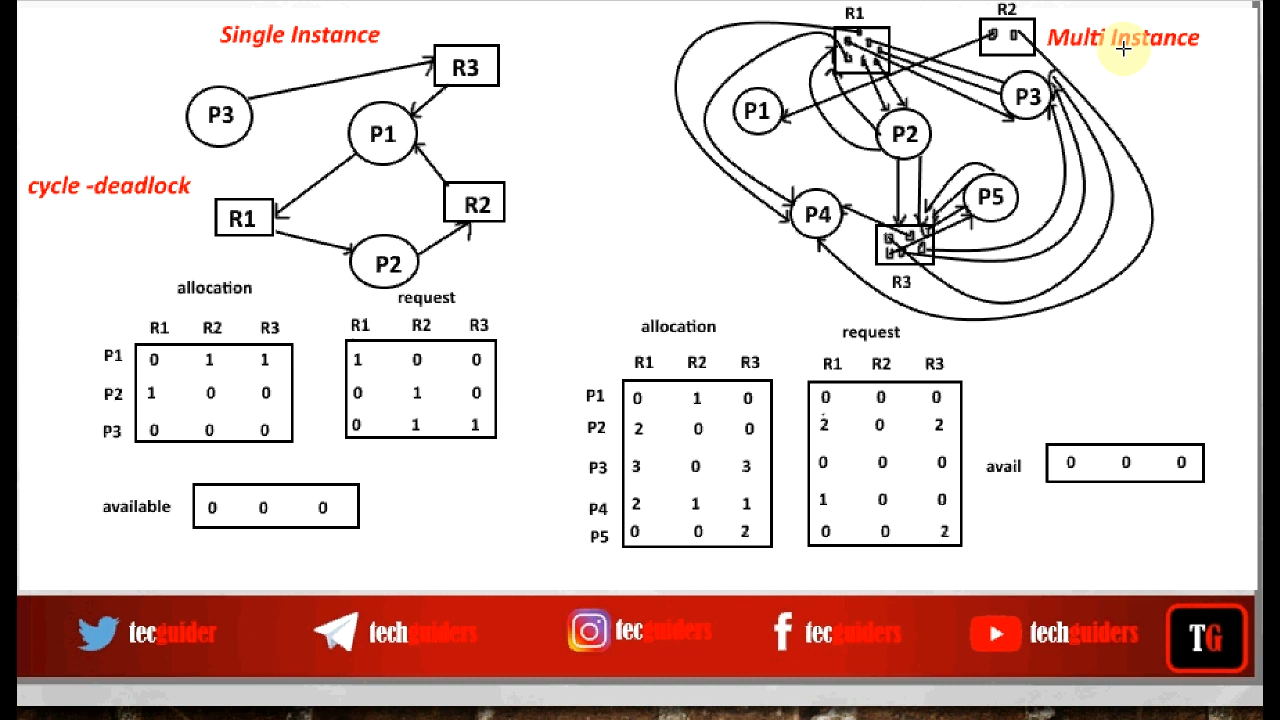 Single Instance
R3
P3
P1
cycle -deadlock
R1
R2
P2
allocation
request
R1 R2 R3
R1 R2 R3
P1 0 1 1
1 0 0
P2 1 0 0
0 1 0
P3 0 0 0
0 1 1
available 0 0 0
R1
R2
Multi Instance
P1
P3
P2
P5
P4
R3
allocation
request
R1 R2 R3
R1 R2 R3
P1 0 1 0
0 0 0
P2 2 0 0
2 0 2
P3 3 0 3
0 0 0
P4 2 1 1
1 0 0
P5 0 0 2
0 0 2
avail 0 0 0
tecguider
techguiders
tecguiders
tecguiders
techguiders
TG